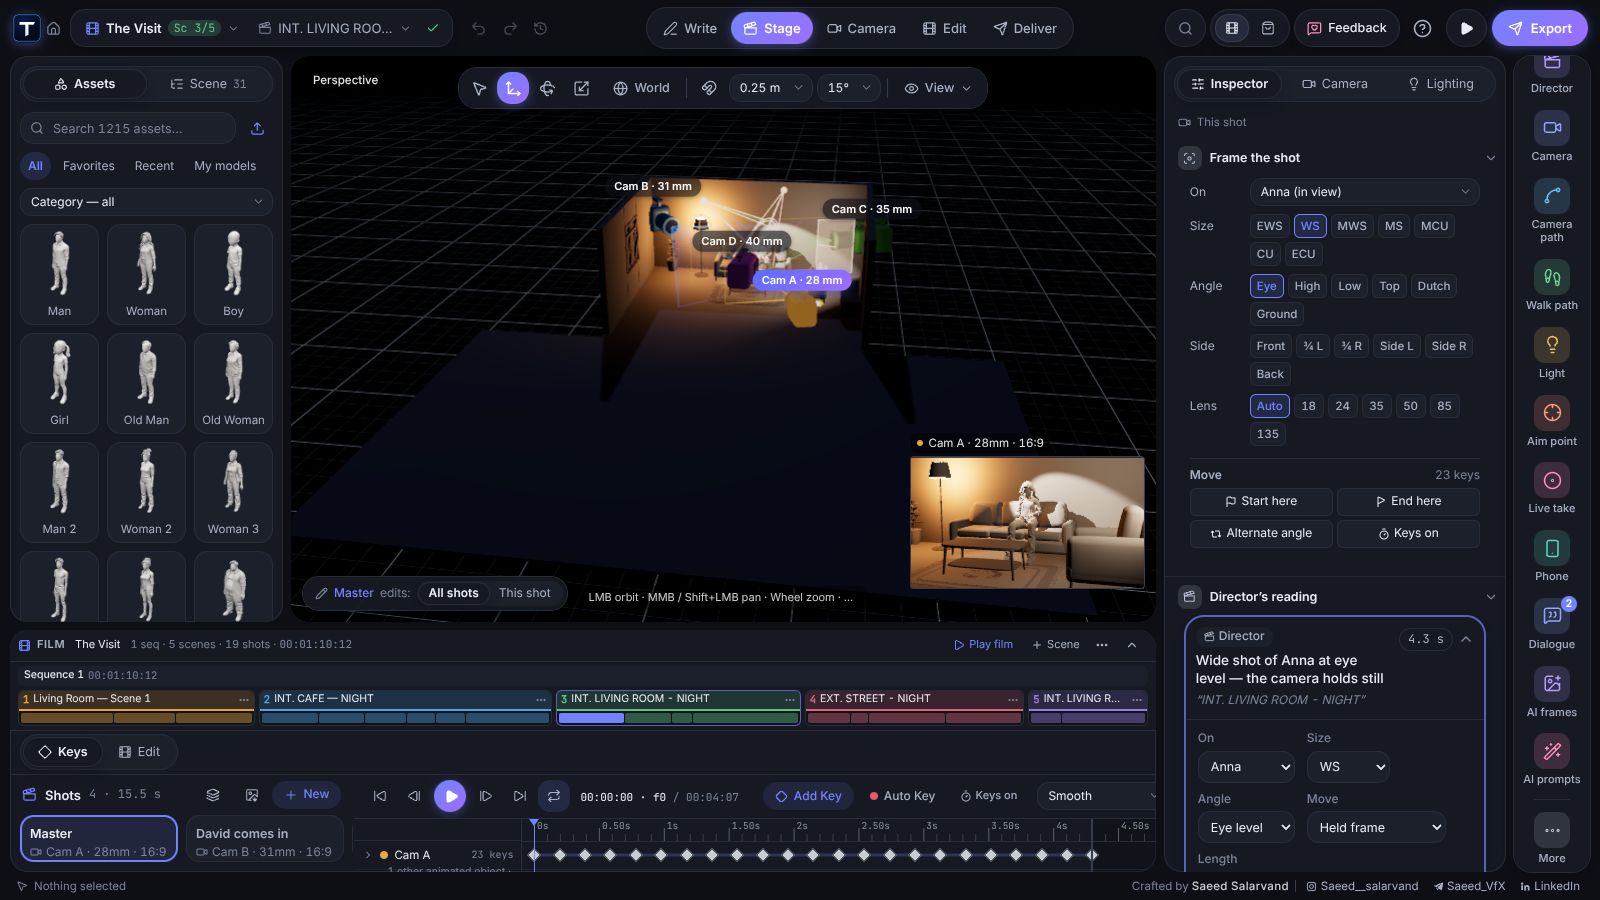 The Visit Sc 3/5
INT. LIVING ROO...
Write
Stage
Camera
Edit
Deliver
Feedback
Export
Assets
Scene 31
Search 1215 assets...
All
Favorites
Recent
My models
Category — all
Man
Woman
Boy
Girl
Old Man
Old Woman
Man 2
Woman 2
Woman 3
Perspective
World
0.25 m
15°
View
Cam B · 31 mm
Cam C · 35 mm
Cam D · 40 mm
Cam A · 28 mm
Cam A · 28mm · 16:9
Master edits: All shots This shot
LMB orbit · MMB / Shift+LMB pan · Wheel zoom · ...
Inspector
Camera
Lighting
This shot
Frame the shot
On Anna (in view)
Size EWS WS MWS MS MCU
CU ECU
Angle Eye High Low Top Dutch
Ground
Side Front ¾ L ¾ R Side L Side R
Back
Lens Auto 18 24 35 50 85
135
Move 23 keys
Start here
End here
Alternate angle
Keys on
Director's reading
Director 4.3 s
Wide shot of Anna at eye
level — the camera holds still
"INT. LIVING ROOM - NIGHT"
On Size
Anna WS
Angle Move
Eye level Held frame
Length
Director
Camera
Camera
path
Walk path
Light
Aim point
Live take
Phone
2
Dialogue
AI frames
AI prompts
More
FILM The Visit 1 seq · 5 scenes · 19 shots · 00:01:10:12
Play film
+ Scene
Sequence 1 00:01:10:12
1 Living Room — Scene 1
2 INT. CAFE — NIGHT
3 INT. LIVING ROOM - NIGHT
4 EXT. STREET - NIGHT
5 INT. LIVING R...
Keys
Edit
Shots 4 · 15.5 s
+ New
00:00:00 · f0 / 00:04:07
Add Key
Auto Key
Keys on
Smooth
Master
Cam A · 28mm · 16:9
David comes in
Cam B · 31mm · 16:9
0s 0.50s 1s 1.50s 2s 2.50s 3s 3.50s 4s 4.50s
Cam A 23 keys
1 other animated object ·
Nothing selected
Crafted by Saeed Salarvand
Saeed__salarvand
Saeed_VfX
LinkedIn